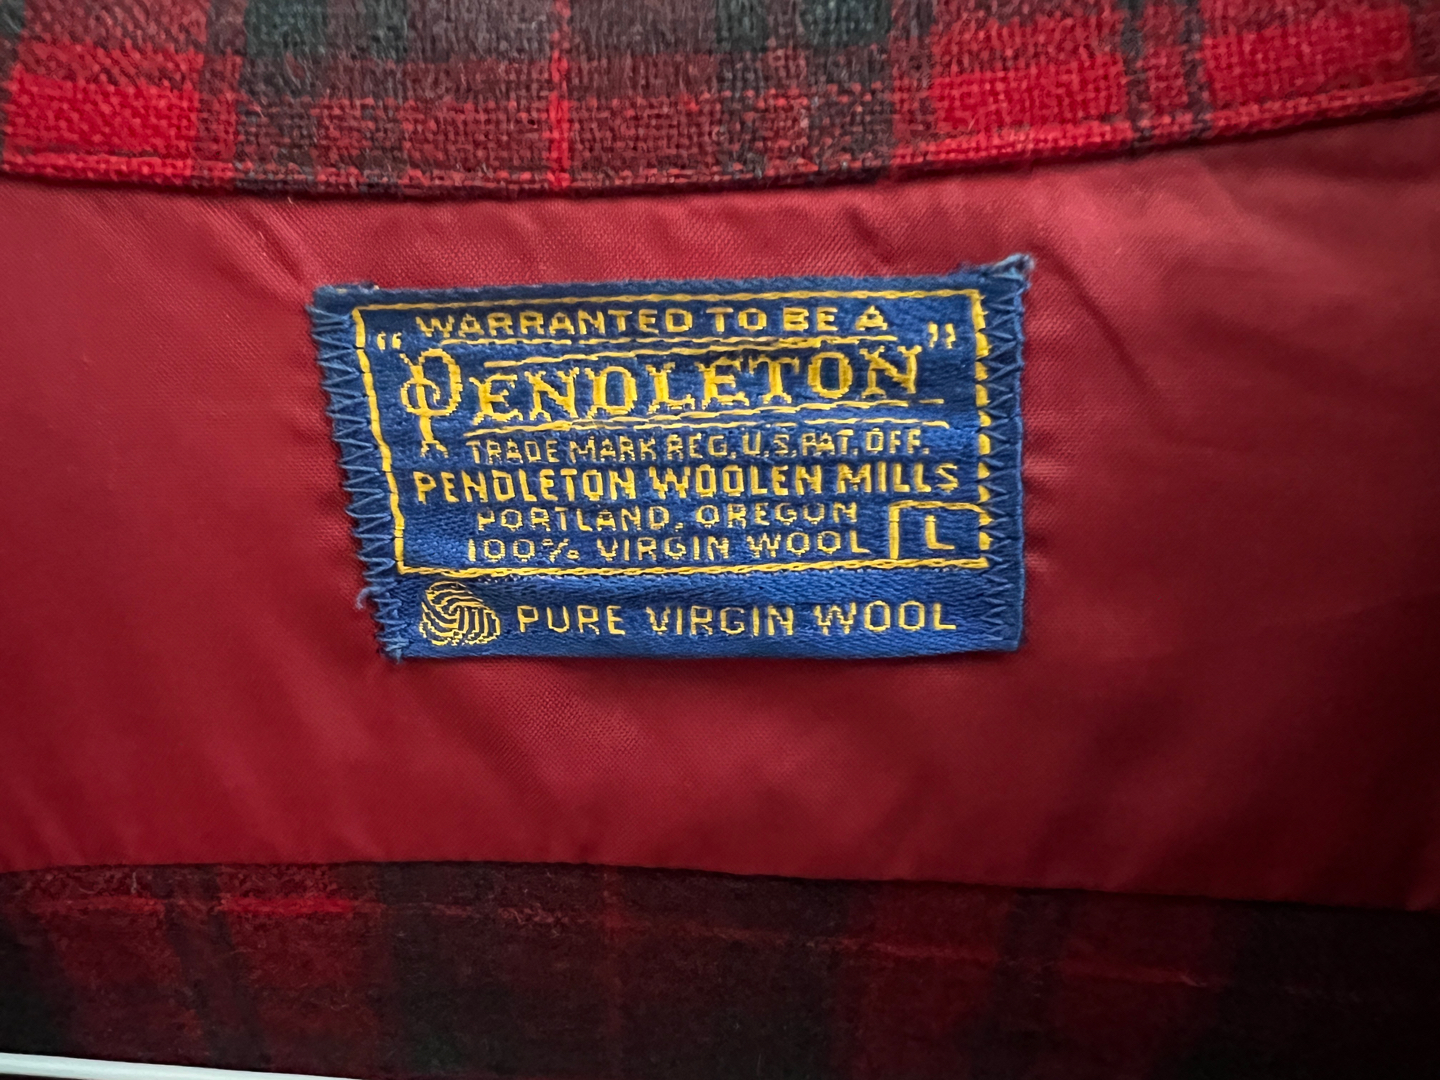 WARRANTED TO BE A
"PENDLETON"
TRADE MARK REG. U.S. PAT. OFF.
PENDLETON WOOLEN MILLS
PORTLAND, OREGON
100% VIRGIN WOOL L
PURE VIRGIN WOOL